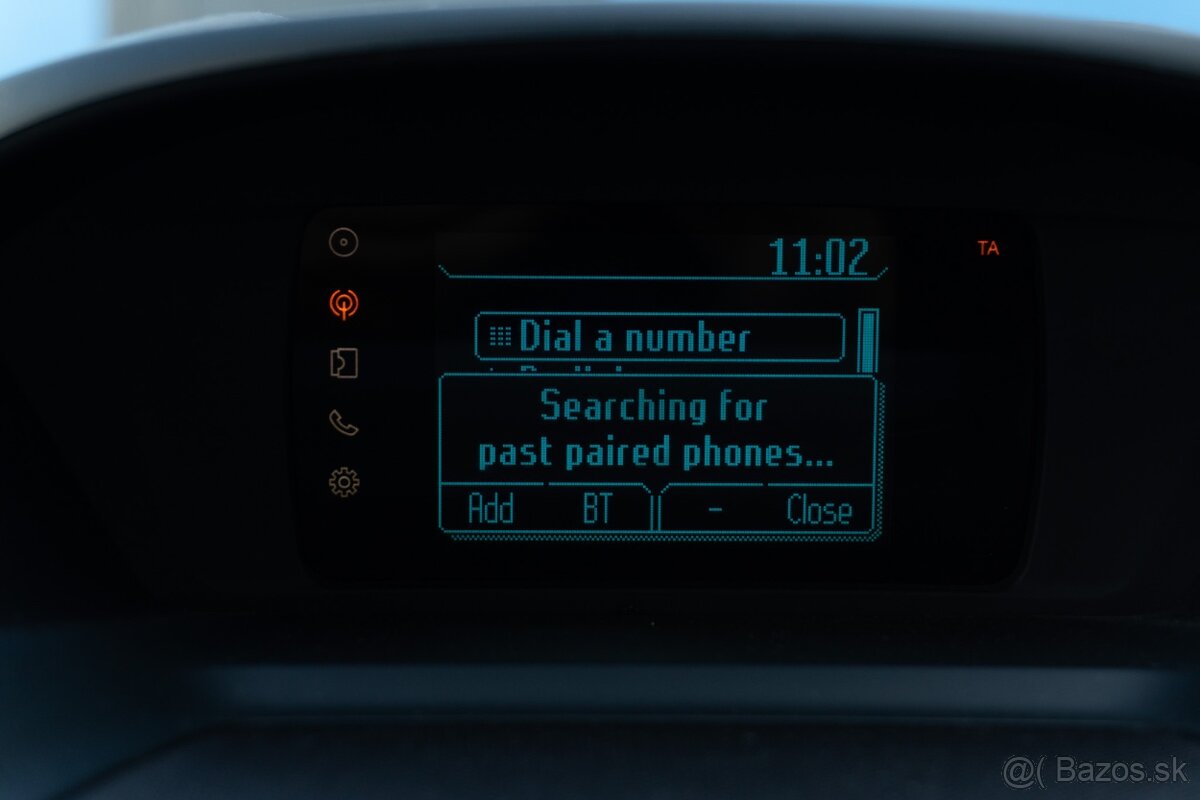 11:02
TA
Dial a number
Searching for
past paired phones...
Add BT - Close
@( Bazos.sk